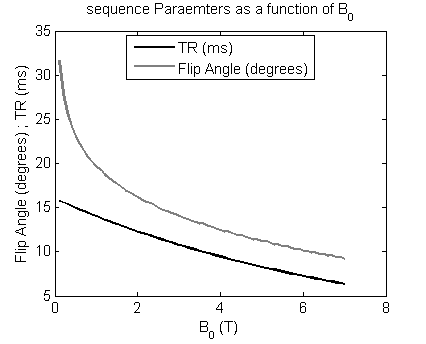 sequence Paraemters as a function of B0
TR (ms)
Flip Angle (degrees)
Flip Angle (degrees) ; TR (ms)
35
30
25
20
15
10
5
0 2 4 6 8
B0 (T)